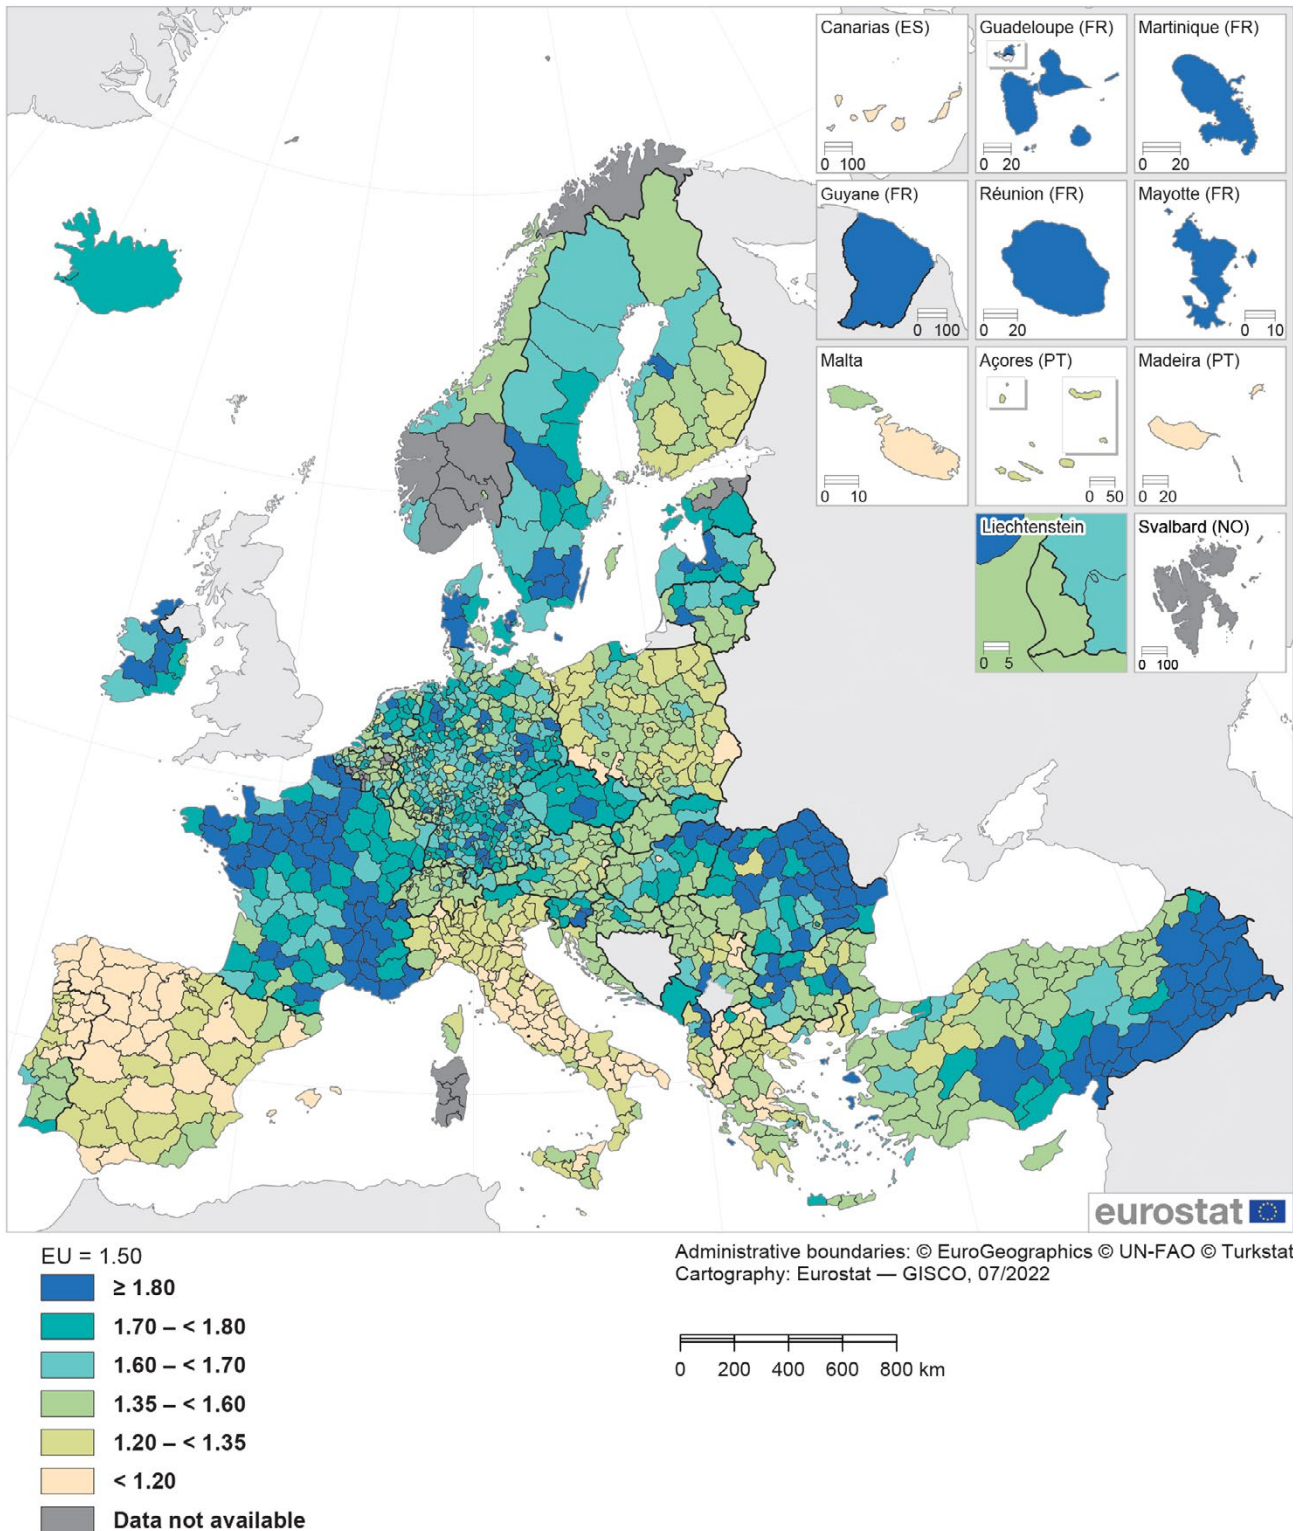 Canarias (ES)
0 100
Guadeloupe (FR)
0 20
Martinique (FR)
0 20
Guyane (FR)
0 100
Réunion (FR)
0 20
Mayotte (FR)
0 10
Malta
0 10
Açores (PT)
0 50
Madeira (PT)
0 20
Liechtenstein
0 5
Svalbard (NO)
0 100
eurostat
EU = 1.50
≥ 1.80
1.70 – < 1.80
1.60 – < 1.70
1.35 – < 1.60
1.20 – < 1.35
< 1.20
Data not available
Administrative boundaries: © EuroGeographics © UN-FAO © Turkstat
Cartography: Eurostat — GISCO, 07/2022
0 200 400 600 800 km